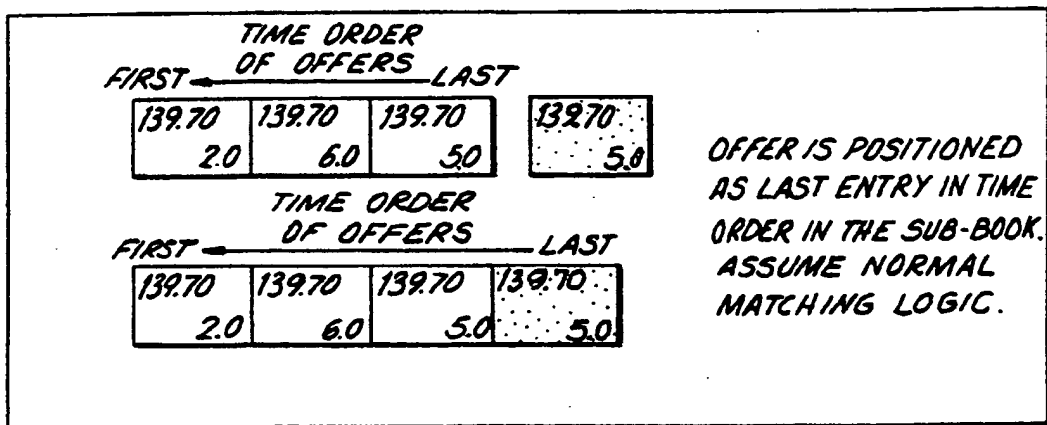 TIME ORDER
OF OFFERS
FIRST LAST
139.70 139.70 139.70 139.70
2.0 6.0 5.0 5.0
TIME ORDER
OF OFFERS
FIRST LAST
139.70 139.70 139.70 139.70
2.0 6.0 5.0 5.0
OFFER IS POSITIONED
AS LAST ENTRY IN TIME
ORDER IN THE SUB-BOOK.
ASSUME NORMAL
MATCHING LOGIC.